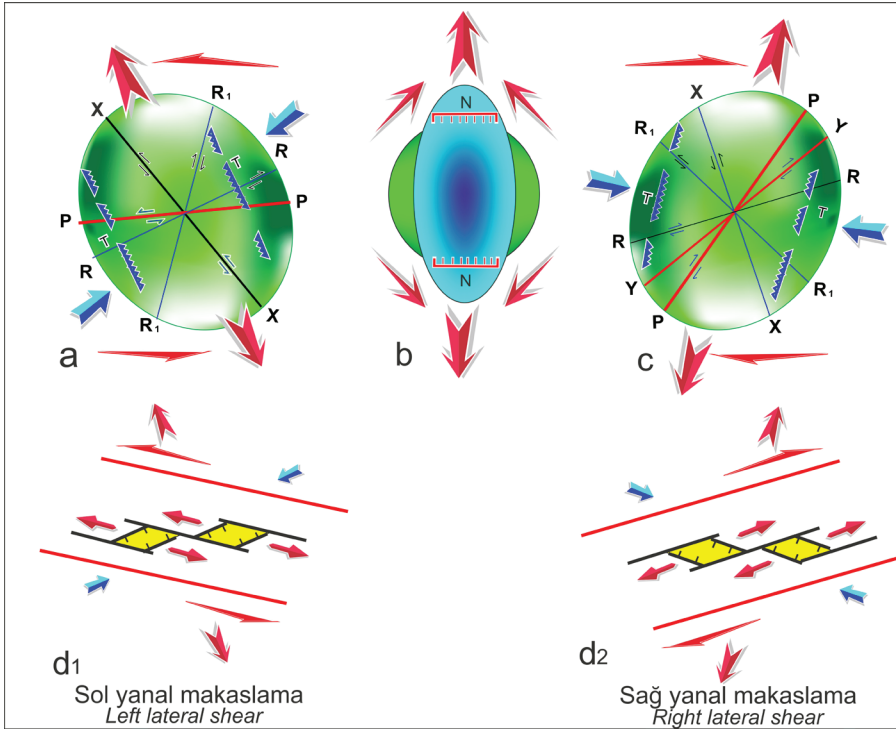 X
R1
R
T
P
P
T
R
R1
X
a
N
N
b
X
P
R1
Y
T
R
T
R
Y
R1
P
X
c
d1
Sol yanal makaslama
Left lateral shear
d2
Sağ yanal makaslama
Right lateral shear